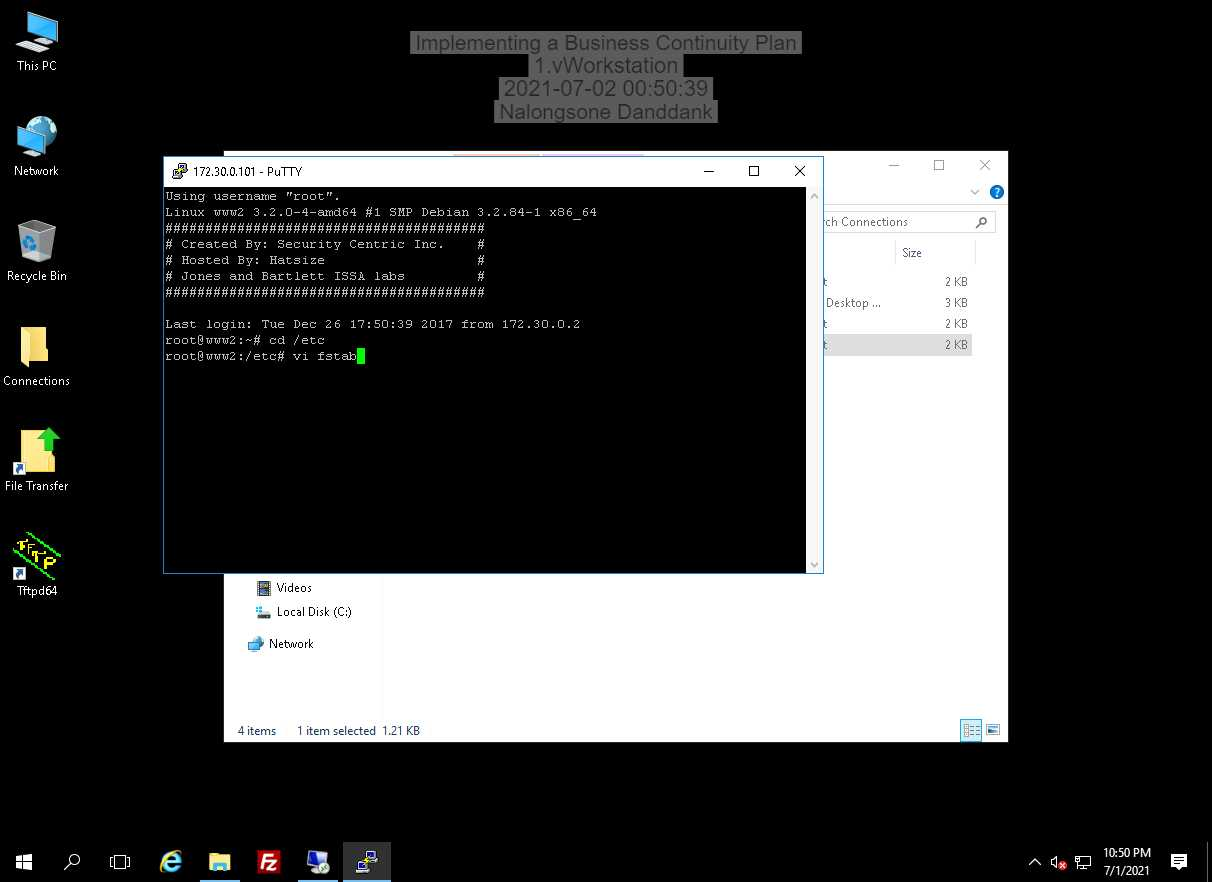 Implementing a Business Continuity Plan
1.vWorkstation
2021-07-02 00:50:39
Nalongsone Danddank
This PC
Network
Recycle Bin
Connections
File Transfer
TFTP
Tftpd64
172.30.0.101 - PuTTY
Using username "root".
Linux www2 3.2.0-4-amd64 #1 SMP Debian 3.2.84-1 x86_64
########################################
# Created By: Security Centric Inc.    #
# Hosted By: Hatsize                   #
# Jones and Bartlett ISSA labs         #
########################################
Last login: Tue Dec 26 17:50:39 2017 from 172.30.0.2
root@www2:~# cd /etc
root@www2:/etc# vi fstab
?
rch Connections
Size
t 2 KB
Desktop ... 3 KB
t 2 KB
t 2 KB
Videos
Local Disk (C:)
Network
4 items 1 item selected 1.21 KB
Fz
10:50 PM
7/1/2021